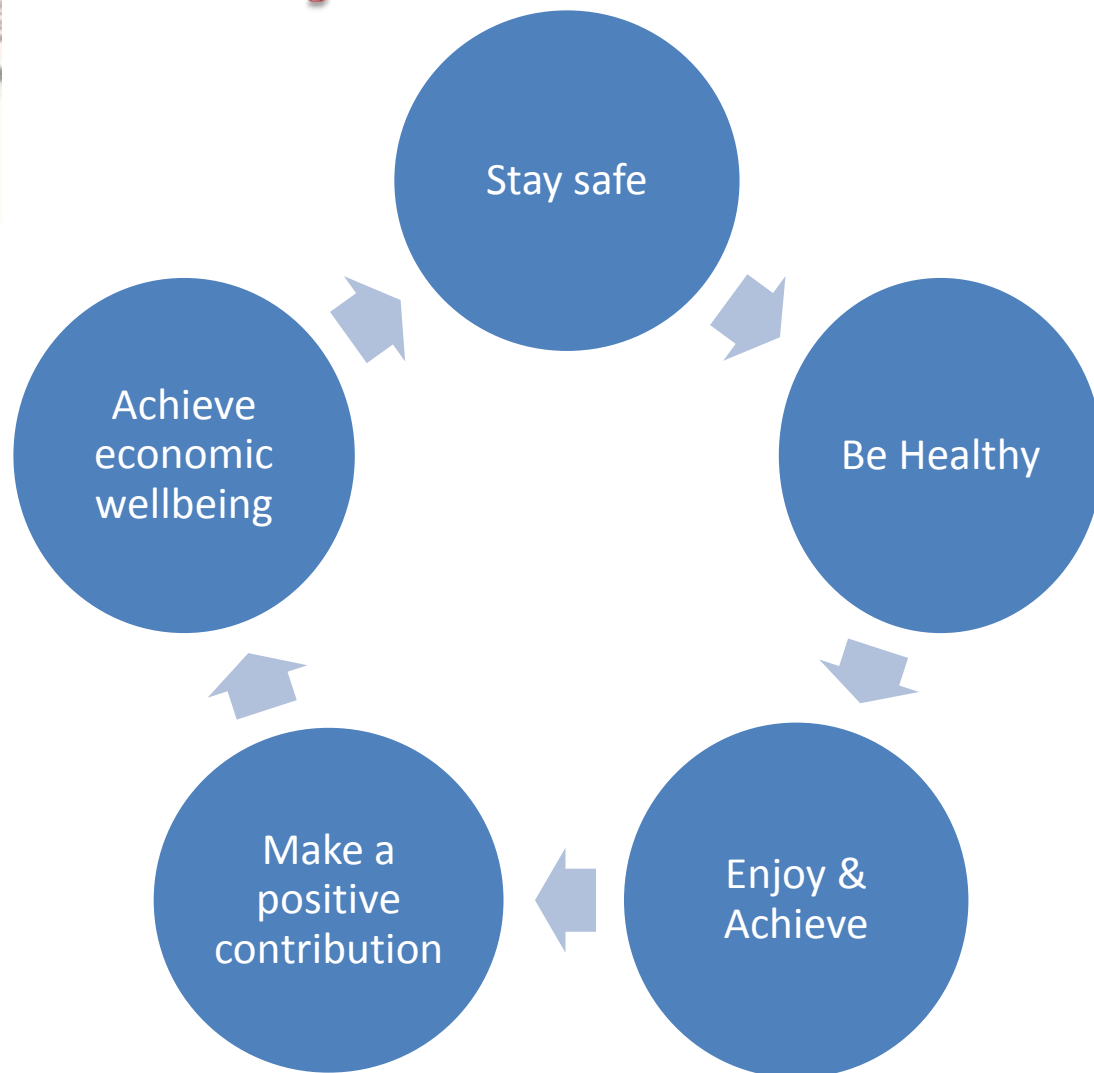 Stay safe
Be Healthy
Enjoy &
Achieve
Make a
positive
contribution
Achieve
economic
wellbeing